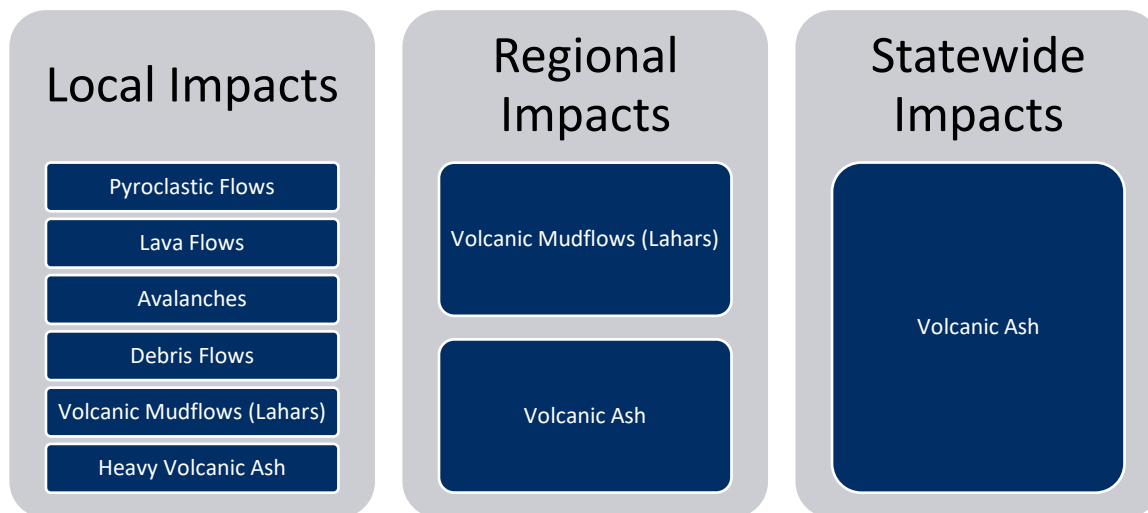 Local Impacts
Pyroclastic Flows
Lava Flows
Avalanches
Debris Flows
Volcanic Mudflows (Lahars)
Heavy Volcanic Ash
Regional
Impacts
Volcanic Mudflows (Lahars)
Volcanic Ash
Statewide
Impacts
Volcanic Ash